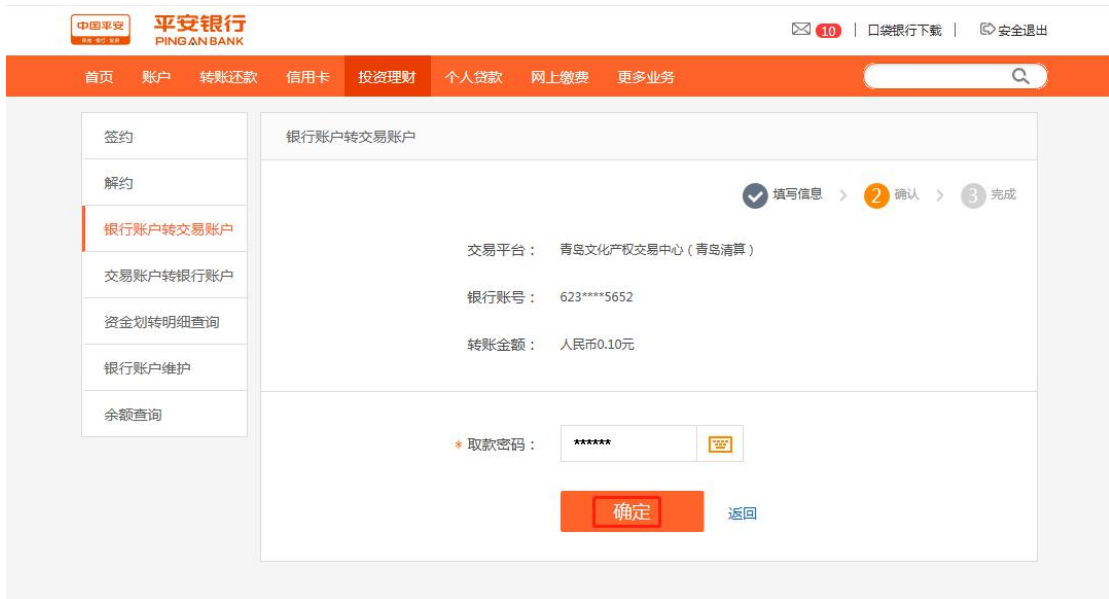 中国平安
保险·银行·投资
平安银行
PINGAN BANK
10 | 口袋银行下载 | 安全退出
首页 账户 转账还款 信用卡 投资理财 个人贷款 网上缴费 更多业务
签约
解约
银行账户转交易账户
交易账户转银行账户
资金划转明细查询
银行账户维护
余额查询
银行账户转交易账户
填写信息 > 2 确认 > 3 完成
交易平台： 青岛文化产权交易中心（青岛清算）
银行账号： 623****5652
转账金额： 人民币0.10元
* 取款密码： ******
确定 返回